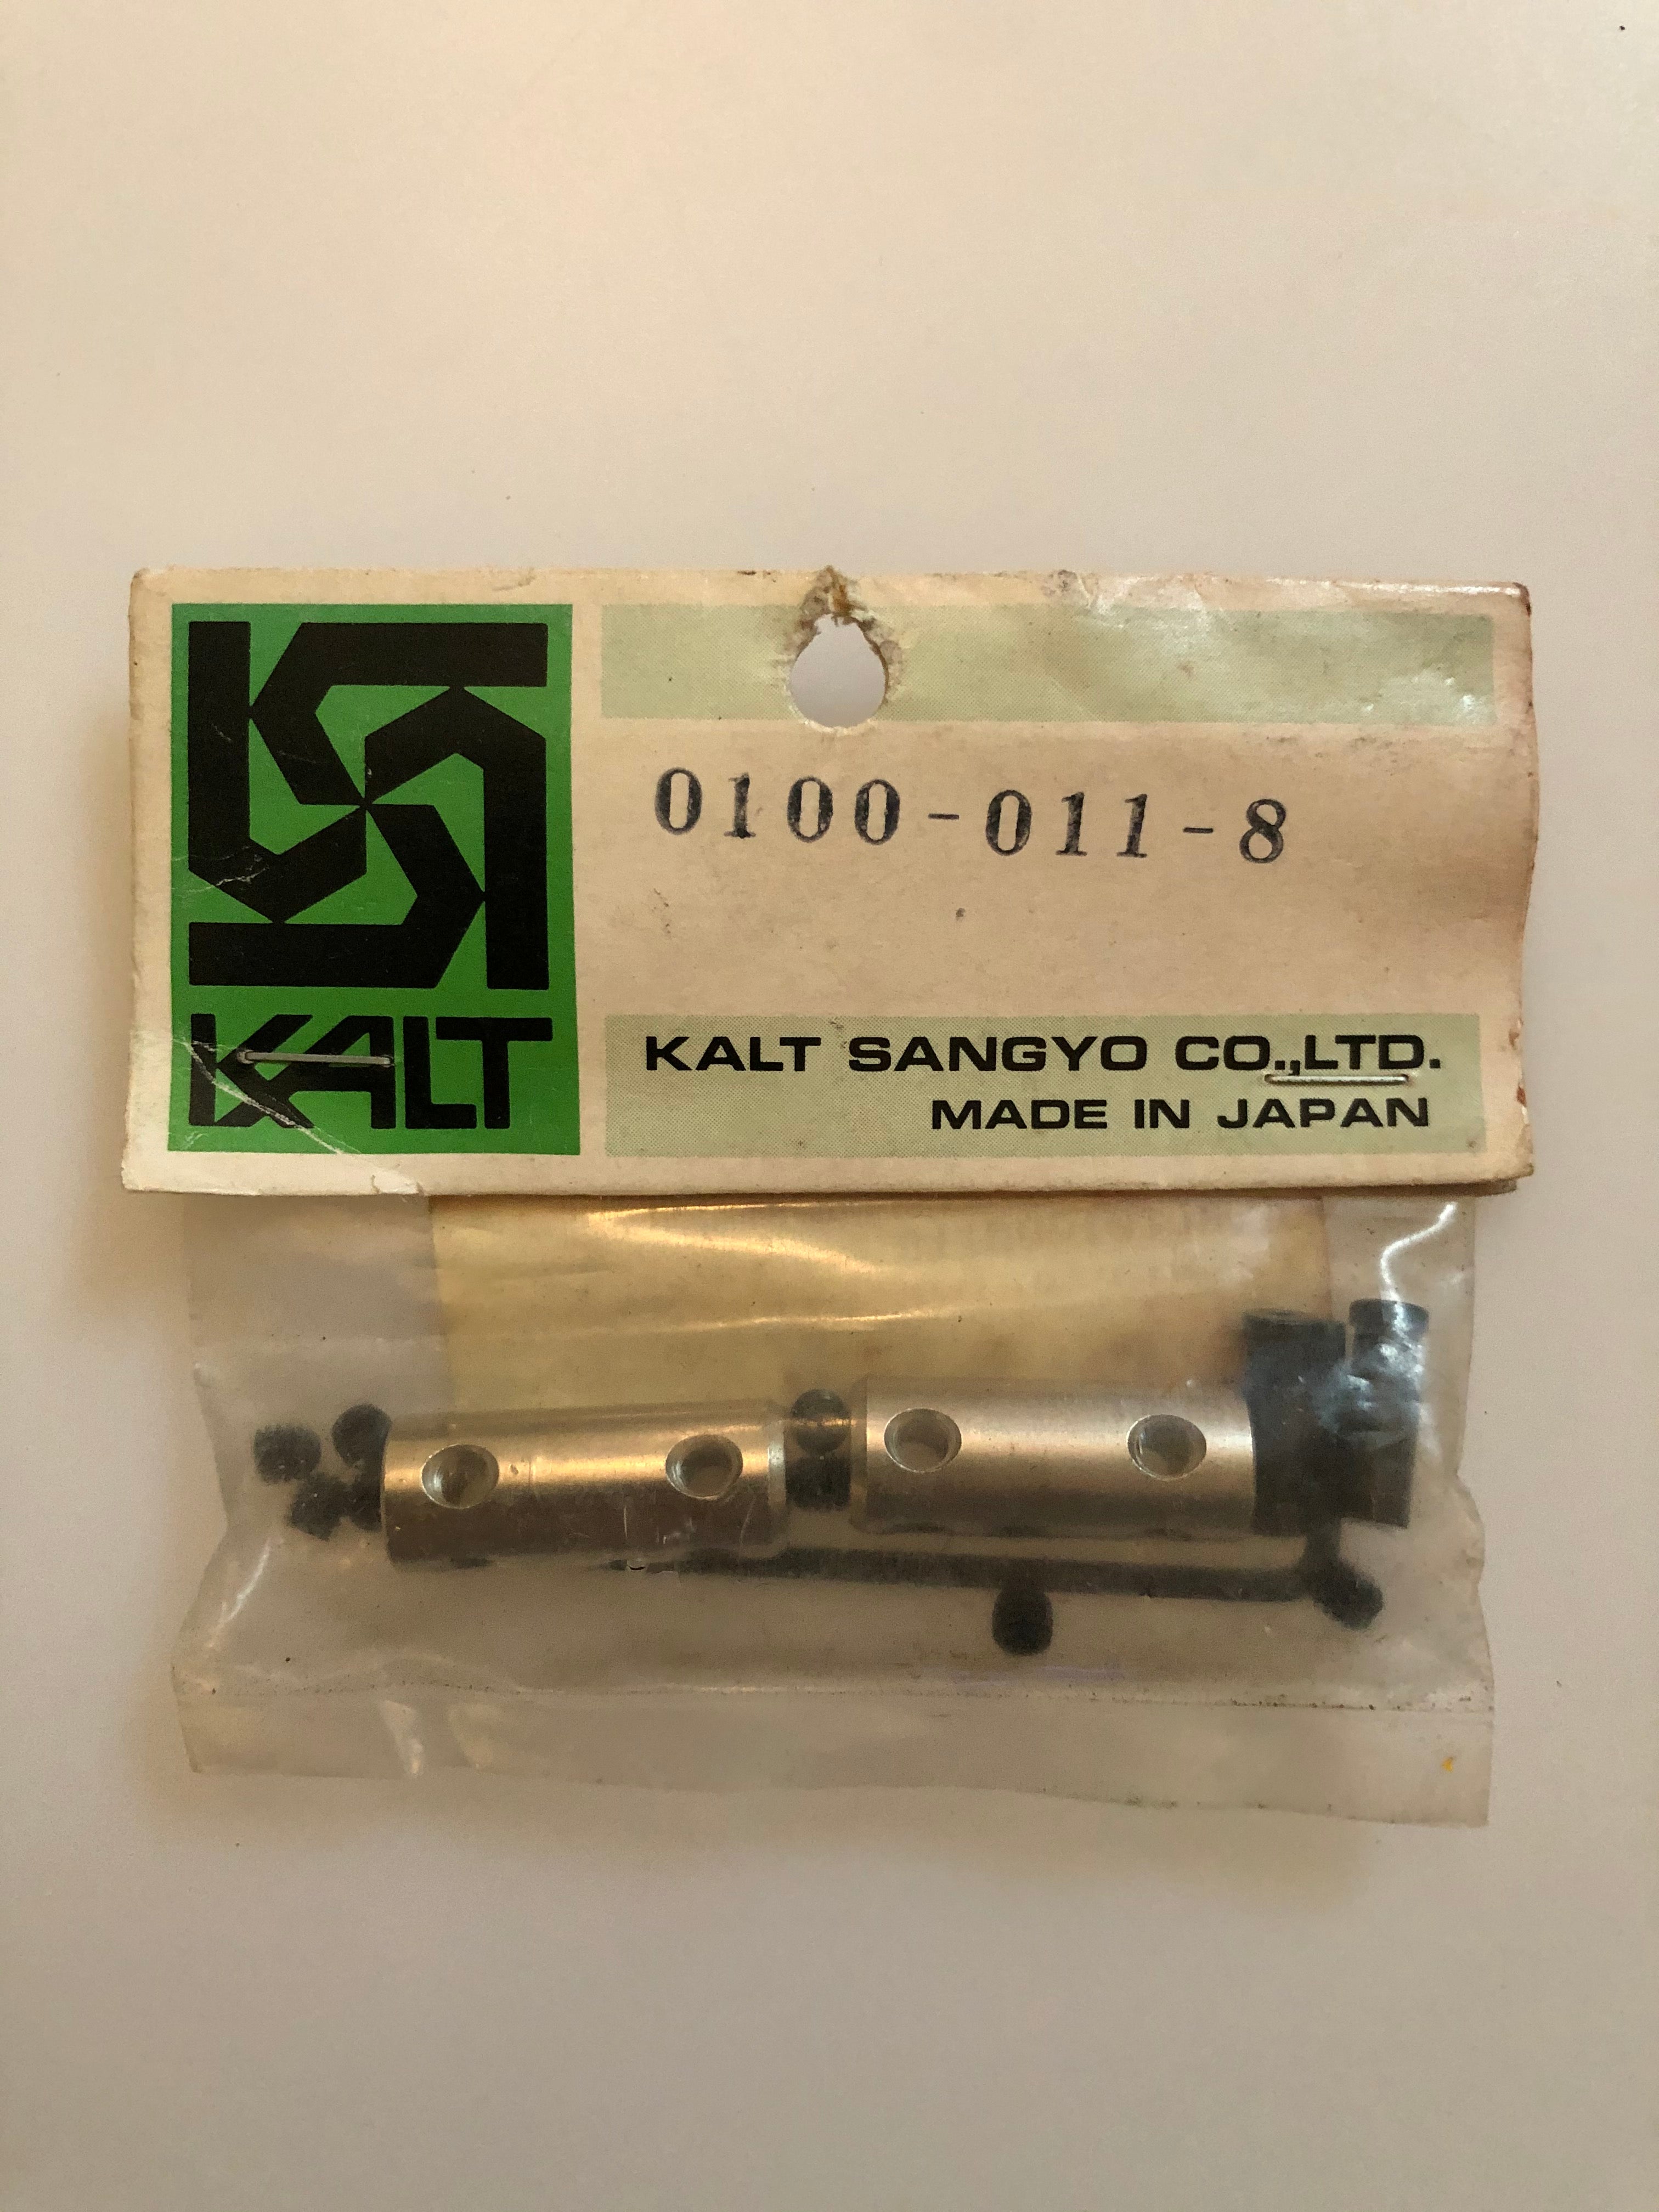 0100-011-8
KALT
KALT SANGYO CO.,LTD.
MADE IN JAPAN